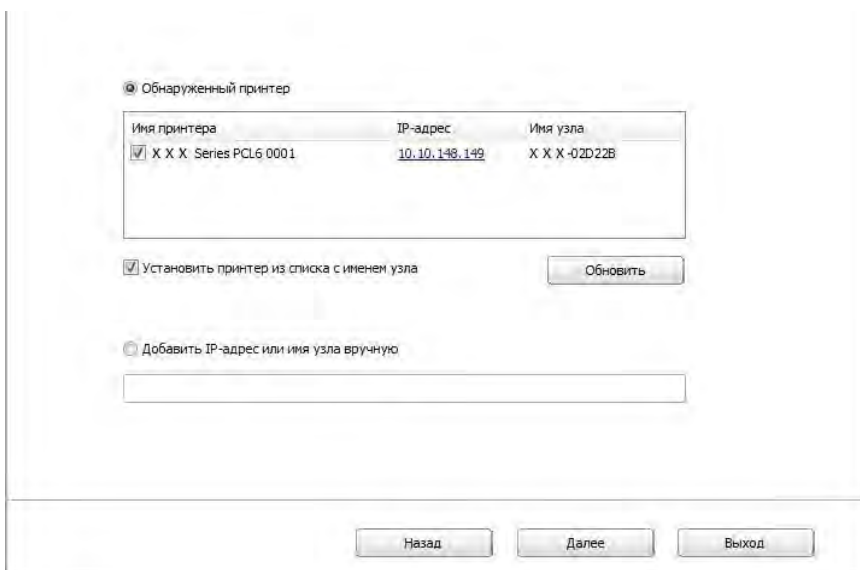 Обнаруженный принтер
Имя принтера IP-адрес Имя узла
X X X Series PCL6 0001 10.10.148.149 X X X -02D22B
Установить принтер из списка с именем узла Обновить
Добавить IP-адрес или имя узла вручную
Назад Далее Выход